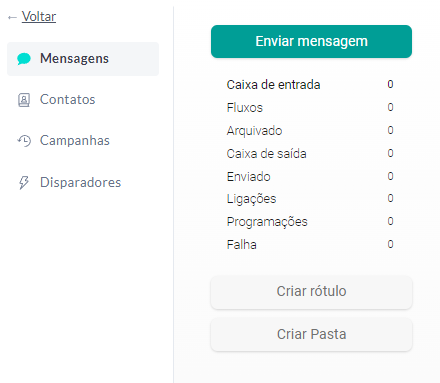 ← Voltar
Mensagens
Contatos
Campanhas
Disparadores
Enviar mensagem
Caixa de entrada 0
Fluxos 0
Arquivado 0
Caixa de saída 0
Enviado 0
Ligações 0
Programações 0
Falha 0
Criar rótulo
Criar Pasta